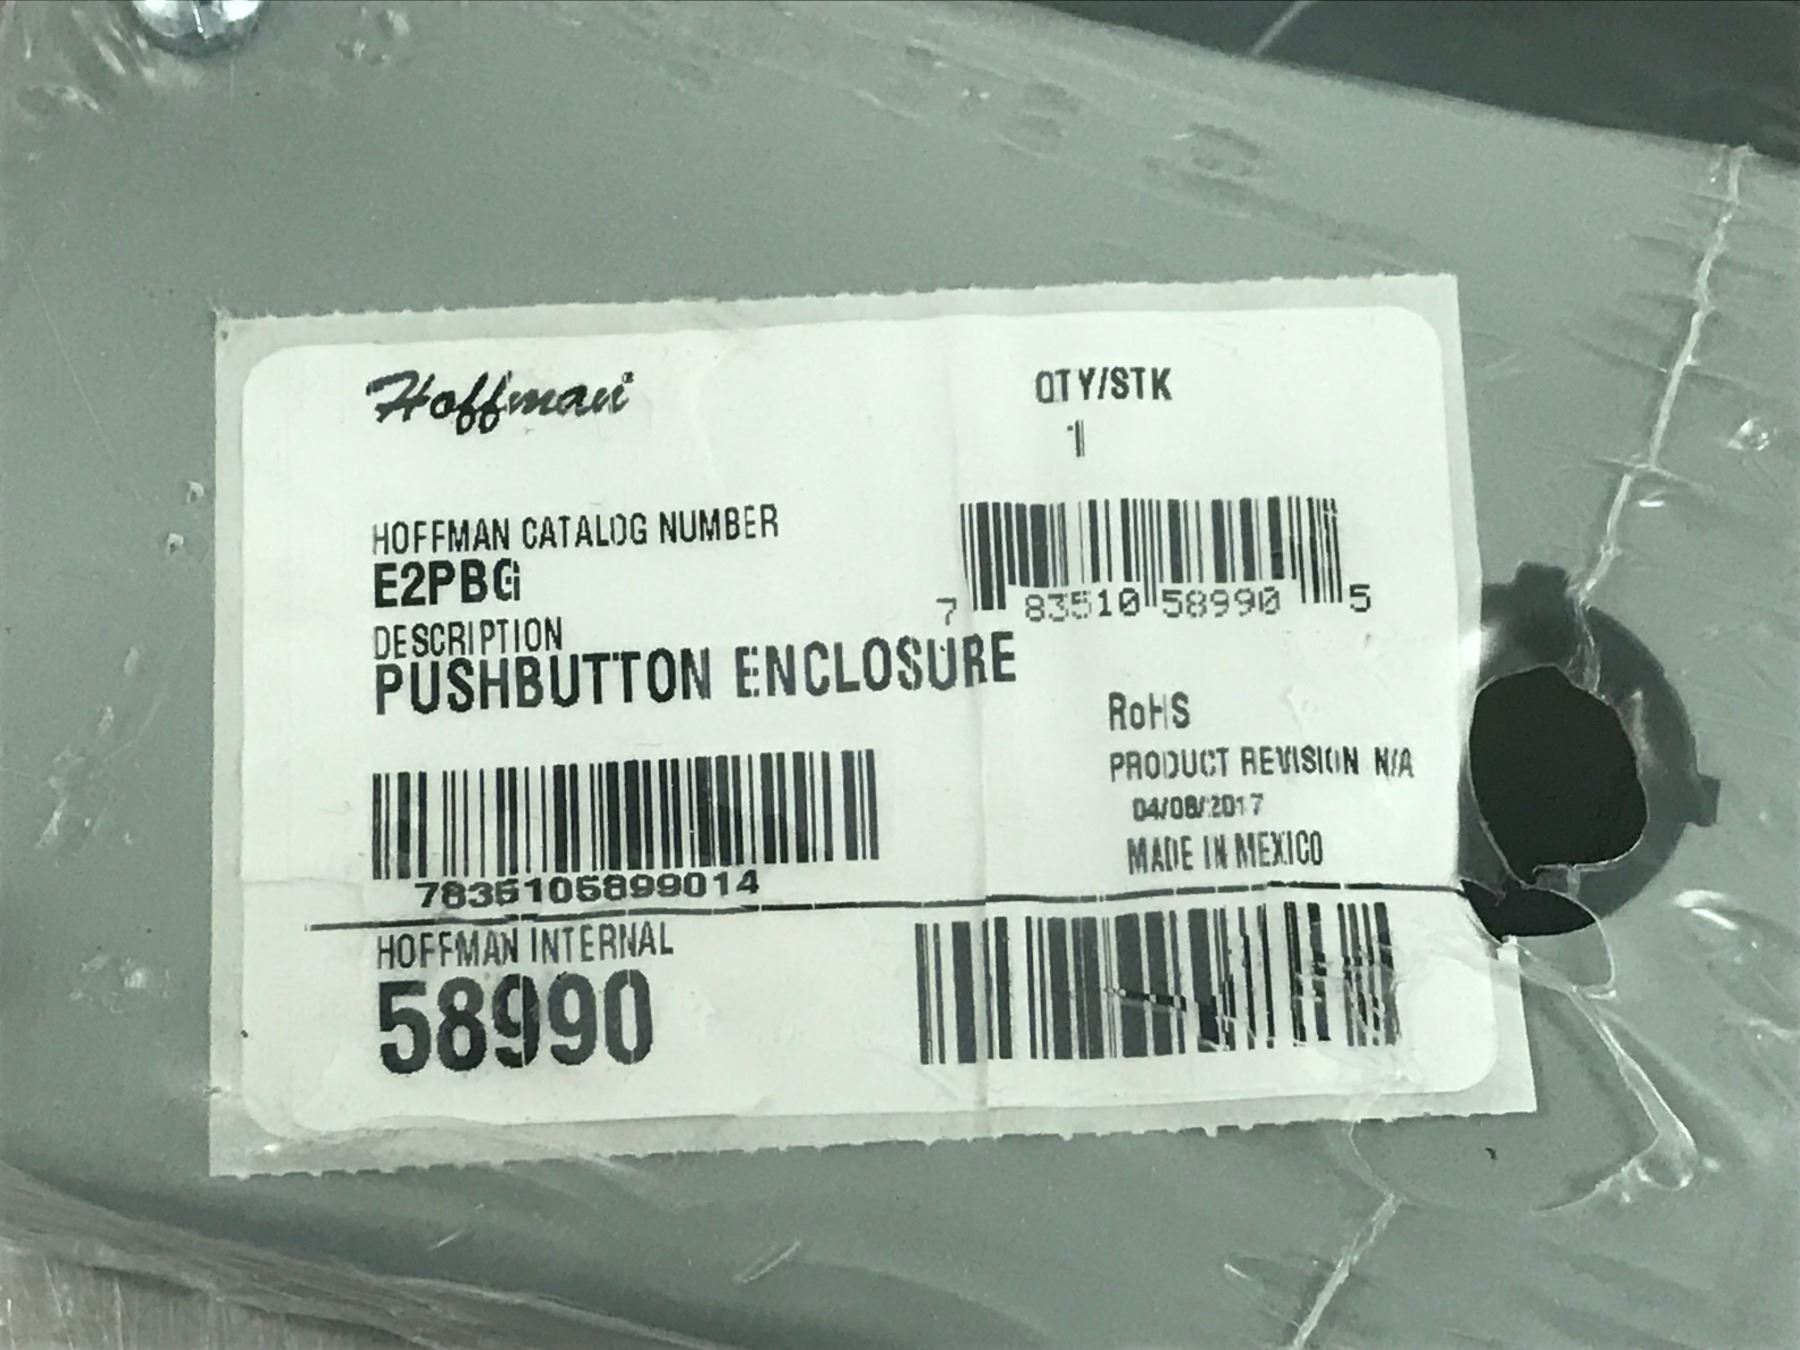 Hoffman®
QTY/STK
1
HOFFMAN CATALOG NUMBER
E2PBG
7 83510 58990 5
DESCRIPTION
PUSHBUTTON ENCLOSURE
RoHS
PRODUCT REVISION N/A
04/08/2017
MADE IN MEXICO
7835105899014
HOFFMAN INTERNAL
58990